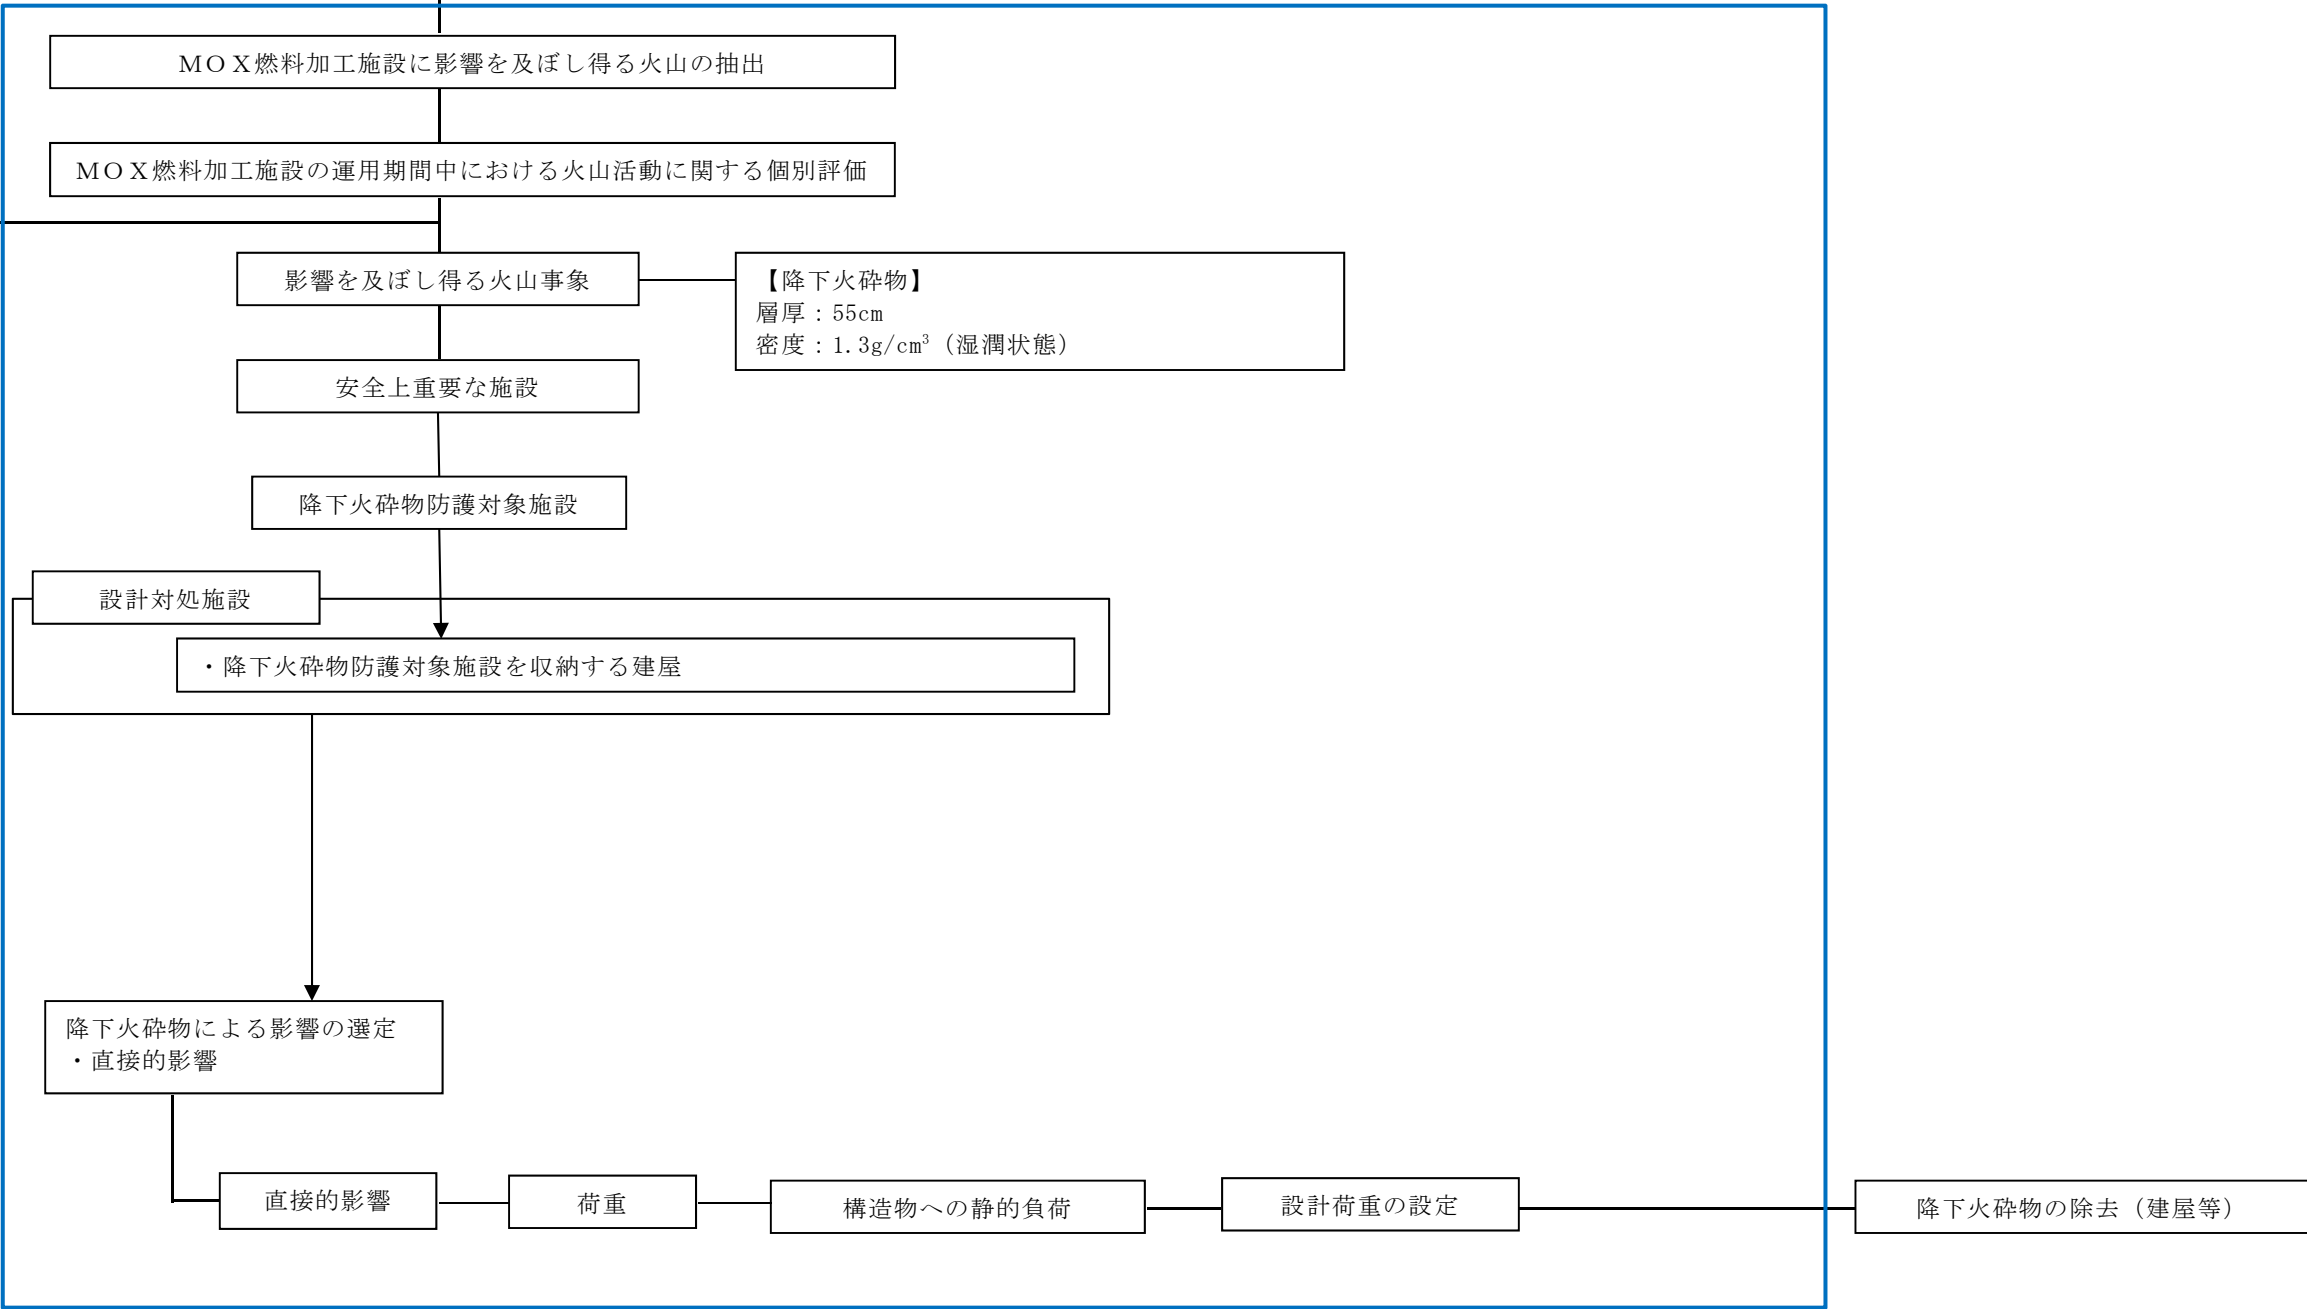 ＭＯＸ燃料加工施設に影響を及ぼし得る火山の抽出
ＭＯＸ燃料加工施設の運用期間中における火山活動に関する個別評価
影響を及ぼし得る火山事象
【降下火砕物】
層厚：55cm
密度：1.3g/cm³（湿潤状態）
安全上重要な施設
降下火砕物防護対象施設
設計対処施設
・降下火砕物防護対象施設を収納する建屋
降下火砕物による影響の選定
・直接的影響
直接的影響
荷重
構造物への静的負荷
設計荷重の設定
降下火砕物の除去（建屋等）